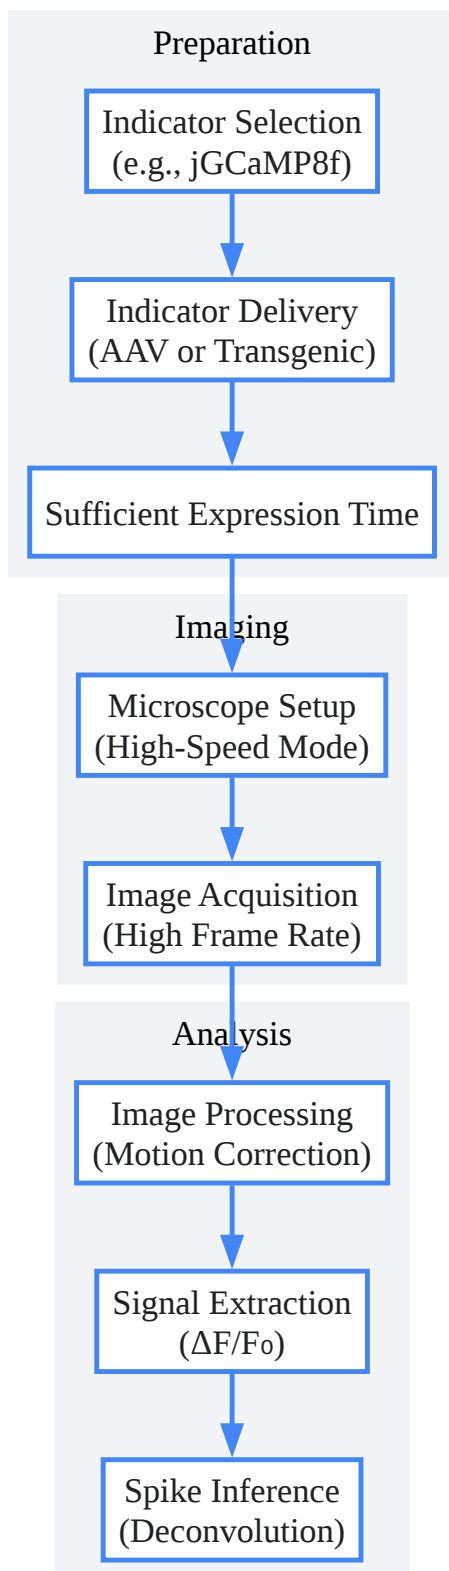 Preparation
Indicator Selection
(e.g., jGCaMP8f)
Indicator Delivery
(AAV or Transgenic)
Sufficient Expression Time
Imaging
Microscope Setup
(High-Speed Mode)
Image Acquisition
(High Frame Rate)
Analysis
Image Processing
(Motion Correction)
Signal Extraction
(ΔF/F₀)
Spike Inference
(Deconvolution)